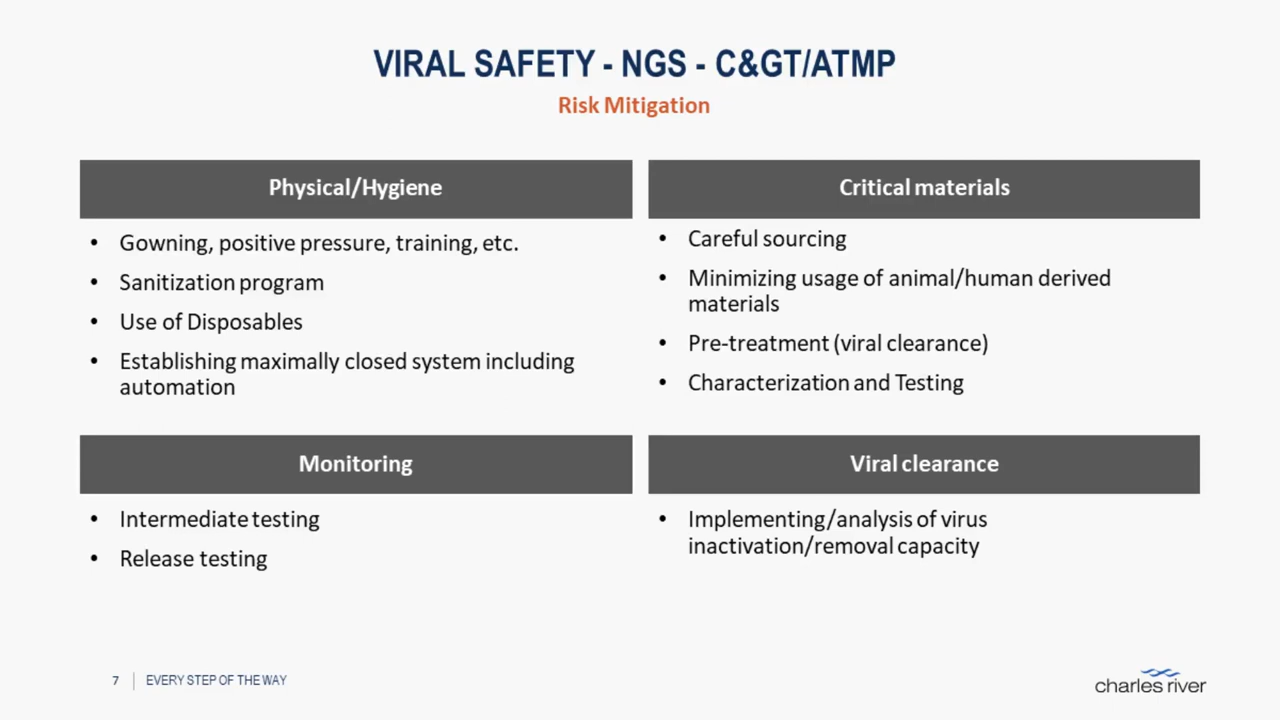 VIRAL SAFETY - NGS - C&GT/ATMP
Risk Mitigation
Physical/Hygiene
• Gowning, positive pressure, training, etc.
• Sanitization program
• Use of Disposables
• Establishing maximally closed system including
automation
Critical materials
• Careful sourcing
• Minimizing usage of animal/human derived
materials
• Pre-treatment (viral clearance)
• Characterization and Testing
Monitoring
• Intermediate testing
• Release testing
Viral clearance
• Implementing/analysis of virus
inactivation/removal capacity
7 | EVERY STEP OF THE WAY
charles river